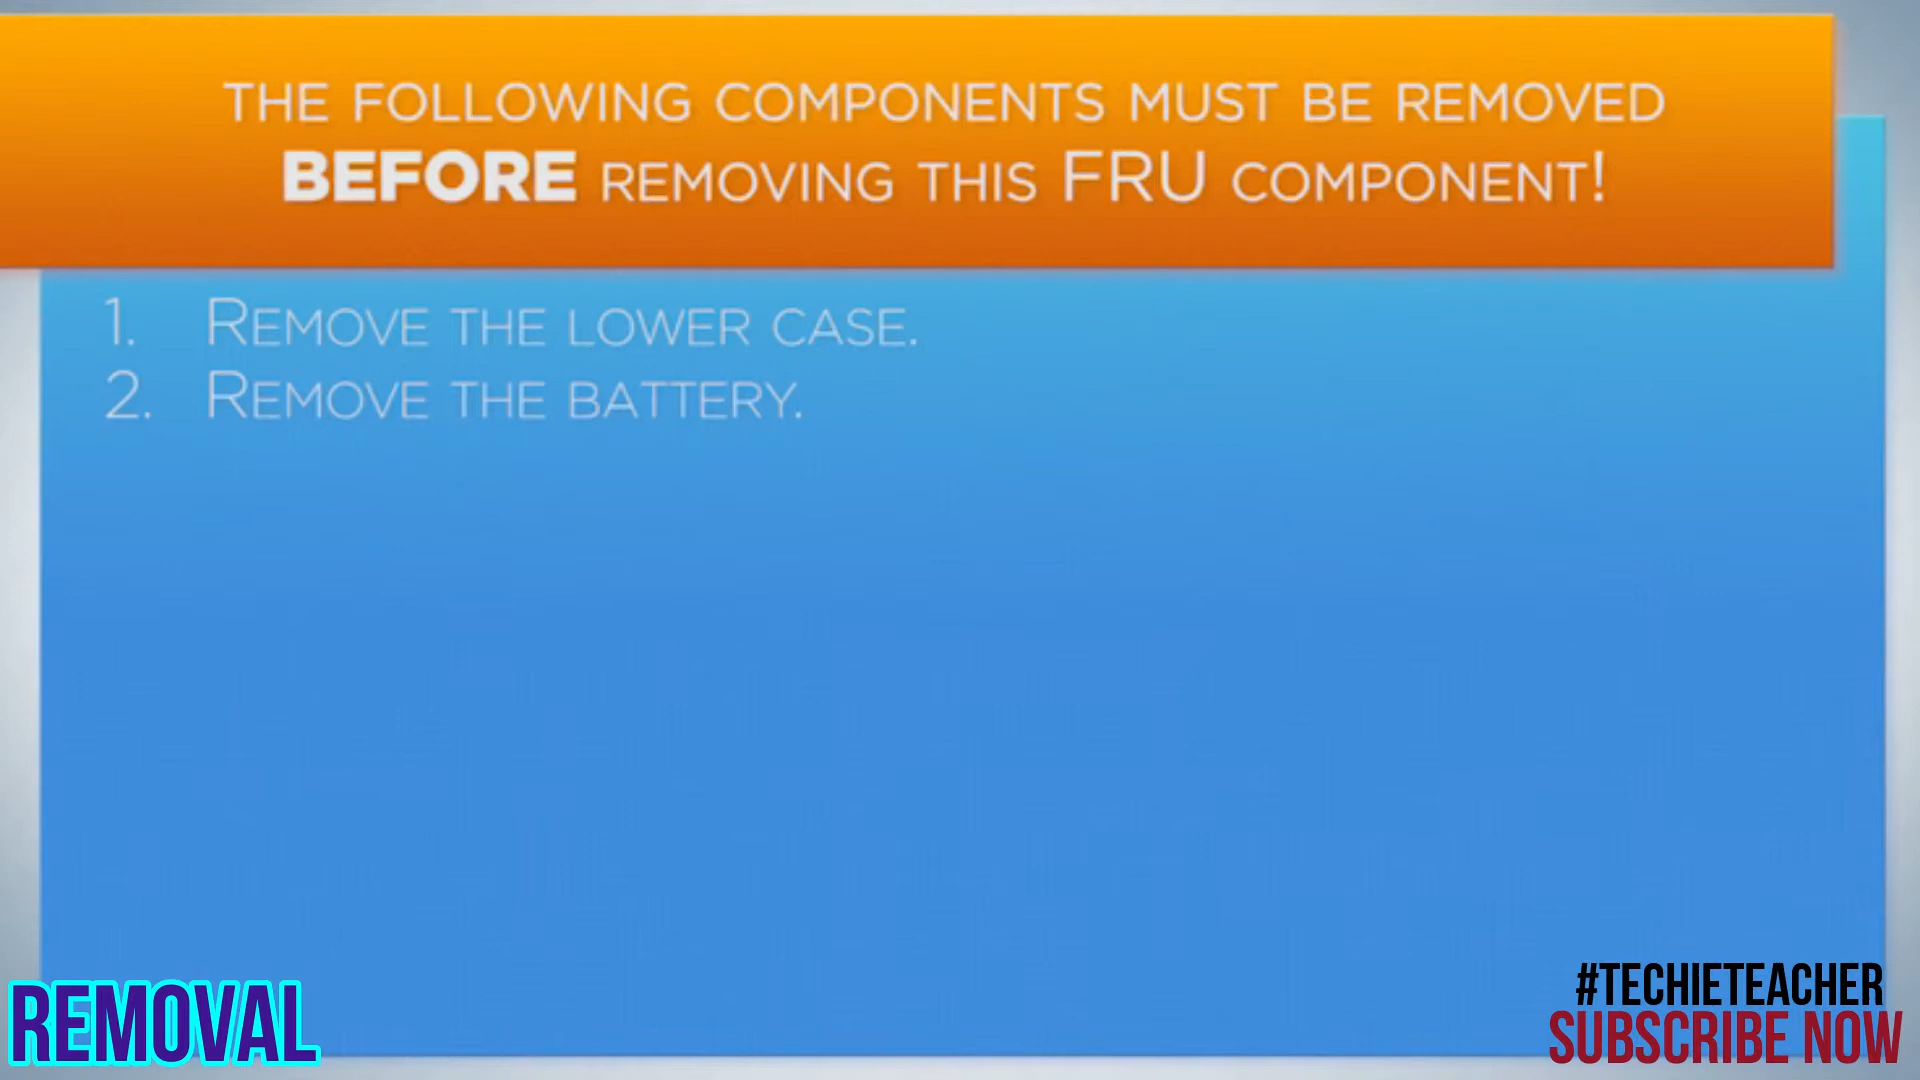 THE FOLLOWING COMPONENTS MUST BE REMOVED
BEFORE REMOVING THIS FRU COMPONENT!
1. REMOVE THE LOWER CASE.
2. REMOVE THE BATTERY.
REMOVAL
#TECHIETEACHER
SUBSCRIBE NOW